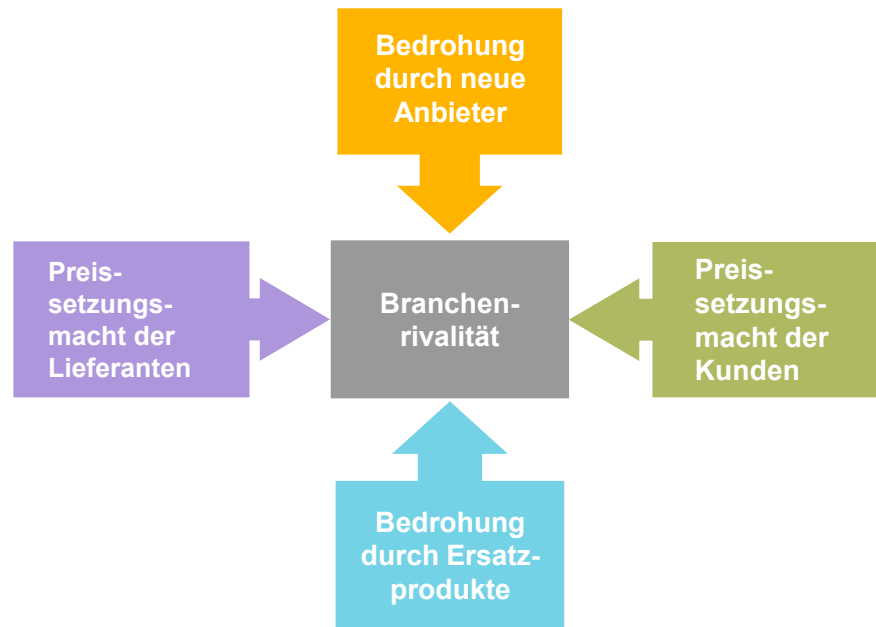 Bedrohung
durch neue
Anbieter
Preis-
setzungs-
macht der
Lieferanten
Branchen-
rivalität
Preis-
setzungs-
macht der
Kunden
Bedrohung
durch Ersatz-
produkte